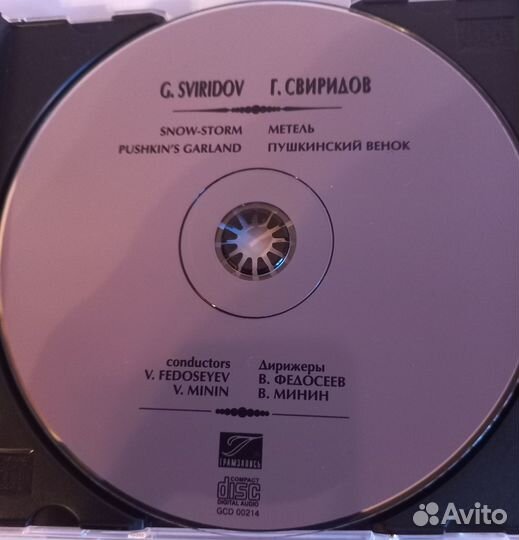 G. SVIRIDOV Г. СВИРИДОВ
SNOW-STORM МЕТЕЛЬ
PUSHKIN'S GARLAND ПУШКИНСКИЙ ВЕНОК
conductors Дирижеры
V. FEDOSEYEV В. ФЕДОСЕЕВ
V. MININ В. МИНИН
ГРАМЗАПИСЬ
COMPACT
disc
DIGITAL AUDIO
GCD 00214
Avito